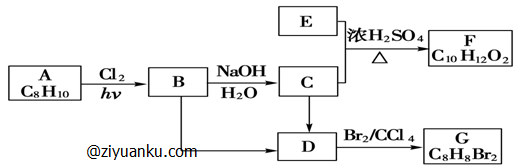 E
浓H₂SO₄
△
F
C₁₀H₁₂O₂
A
C₈H₁₀
Cl₂
hν
B
NaOH
H₂O
C
D
Br₂/CCl₄
G
C₈H₈Br₂
@ziyuanku.com